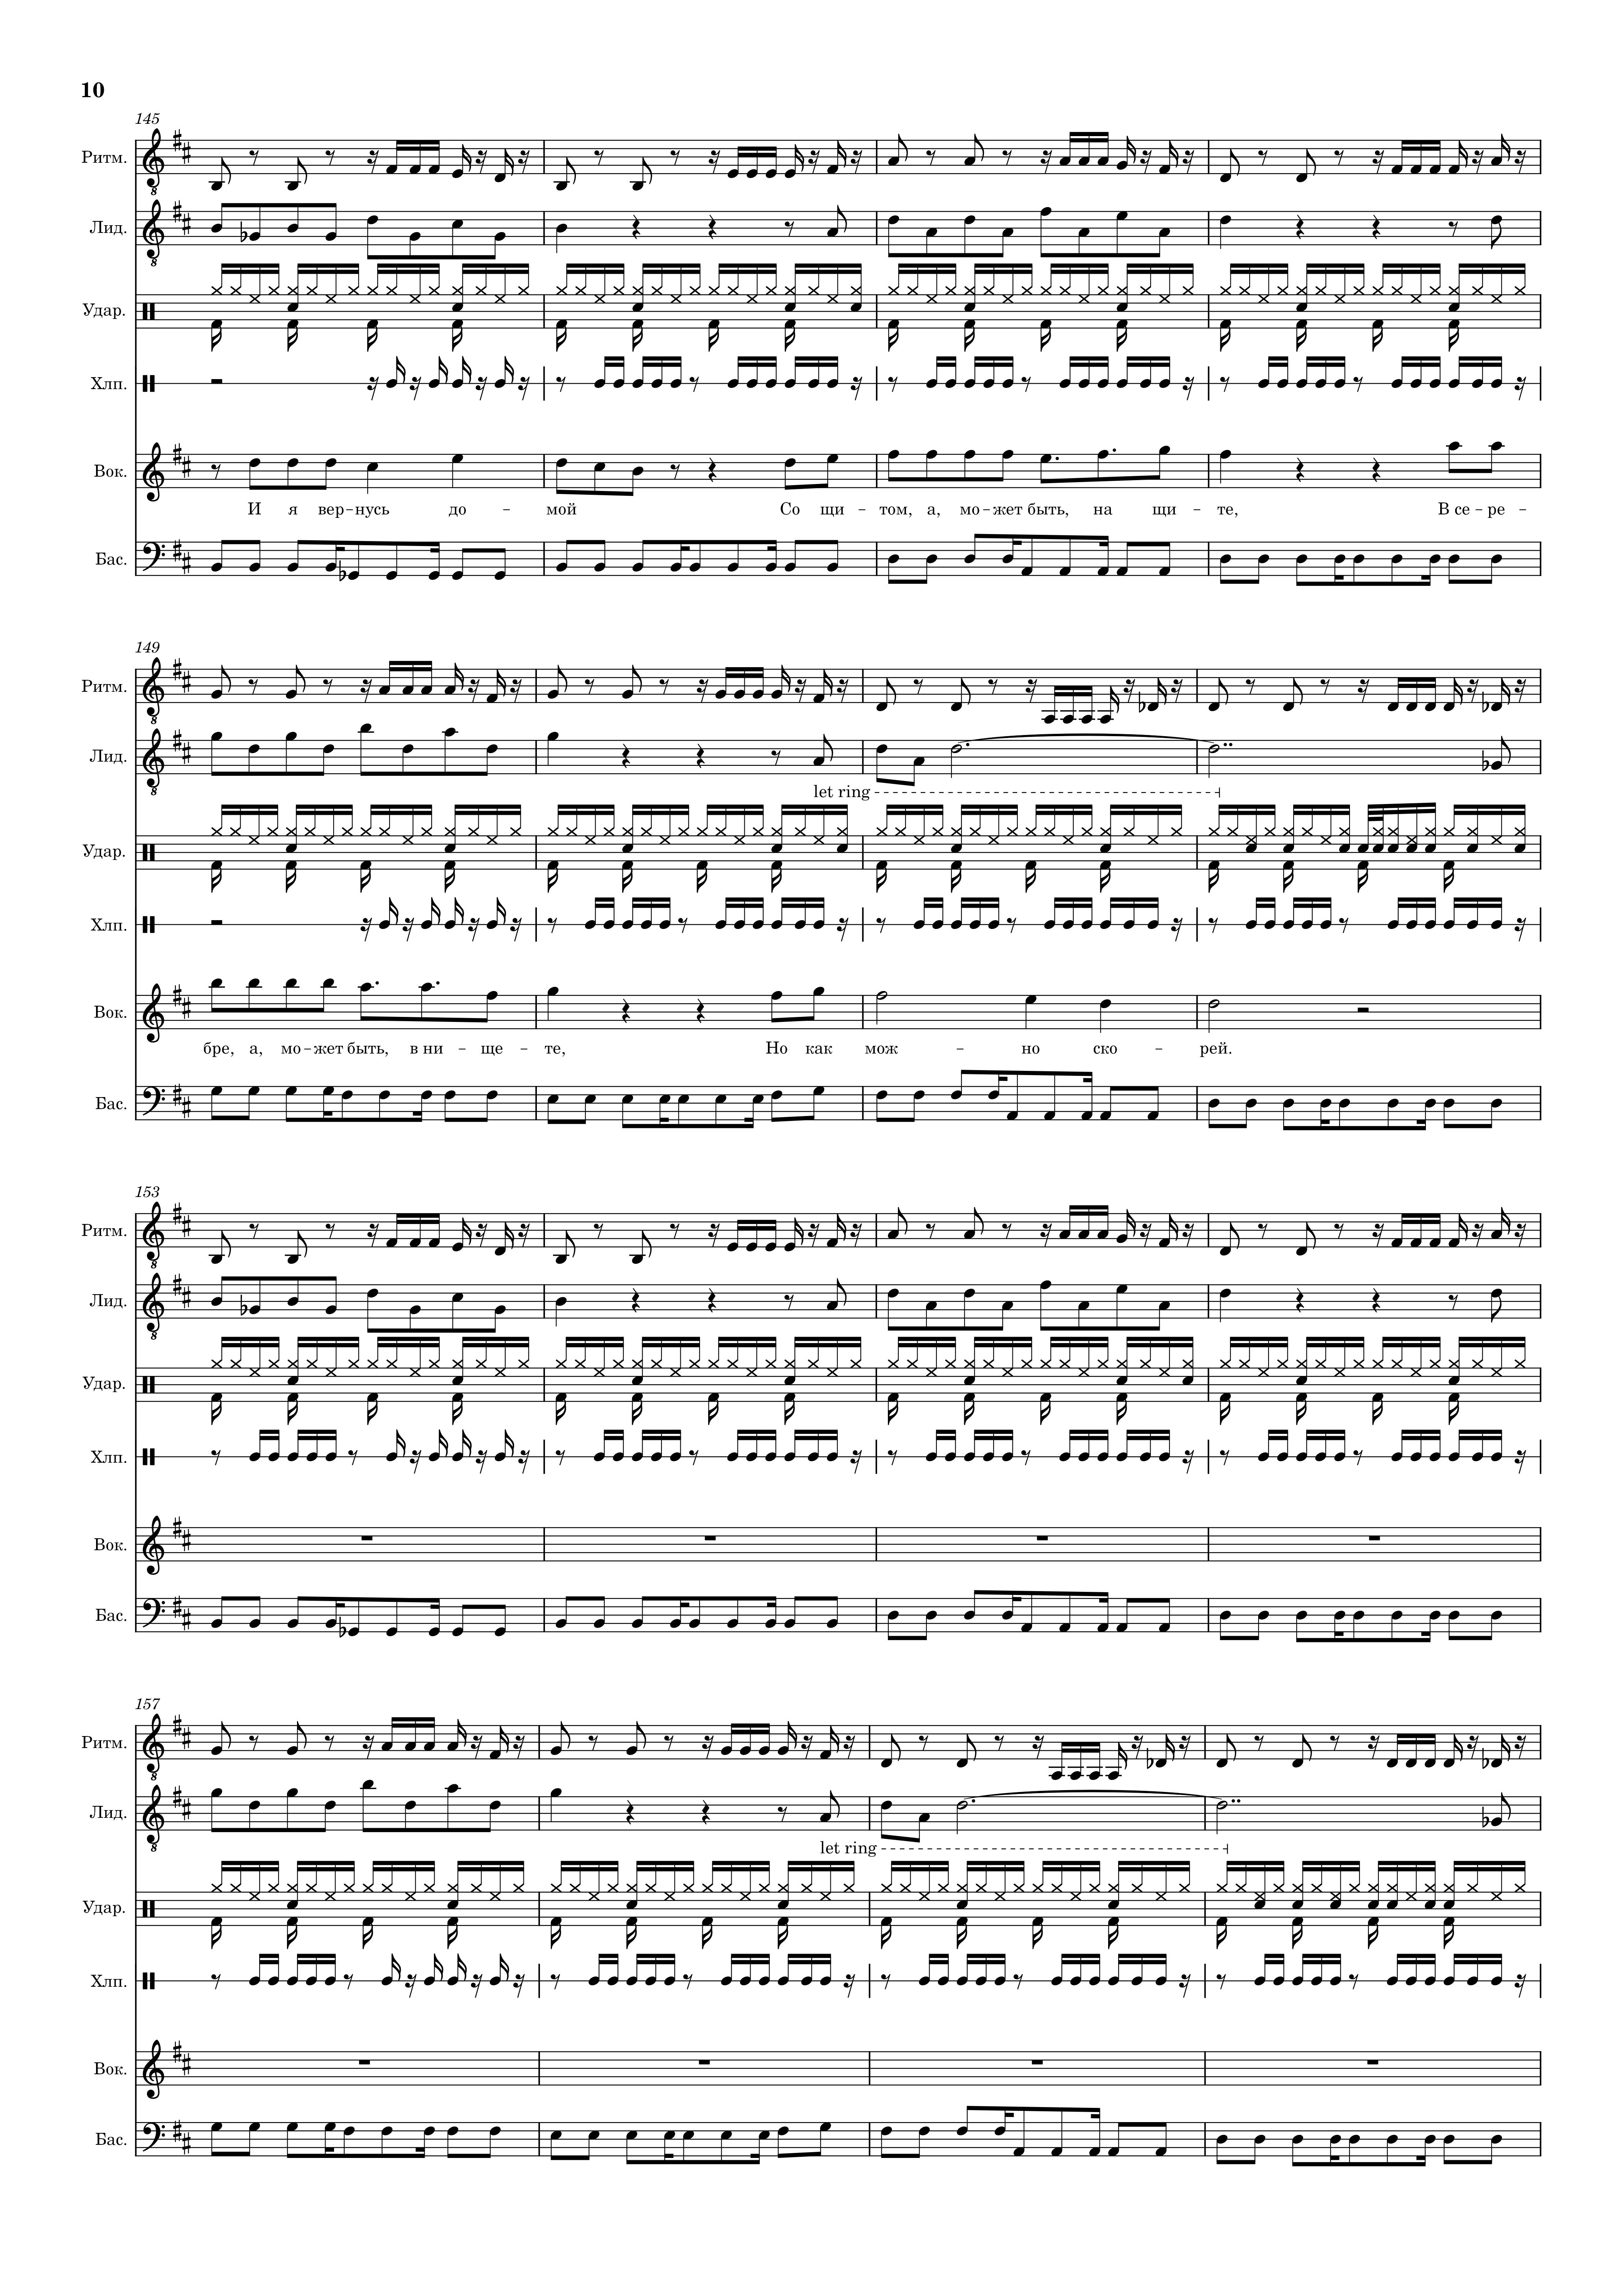 10
145
Ритм.
Лид.
Удар.
Хлп.
Вок.
И я вер – нусь до – мой Со щи – том, а, мо – жет быть, на щи – те, В се – ре –
Бас.
149
Ритм.
Лид.
let ring
Удар.
Хлп.
Вок.
бре, а, мо – жет быть, в ни – ще – те, Но как мож – но ско – рей.
Бас.
153
Ритм.
Лид.
Удар.
Хлп.
Вок.
Бас.
157
Ритм.
Лид.
let ring
Удар.
Хлп.
Вок.
Бас.